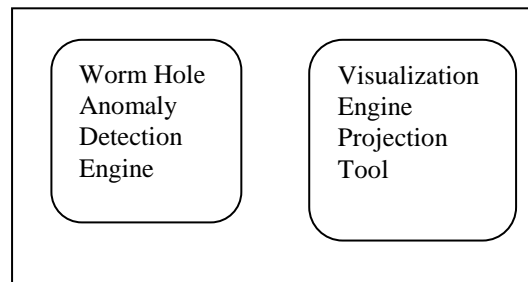 Worm Hole
Anomaly
Detection
Engine
Visualization
Engine
Projection
Tool